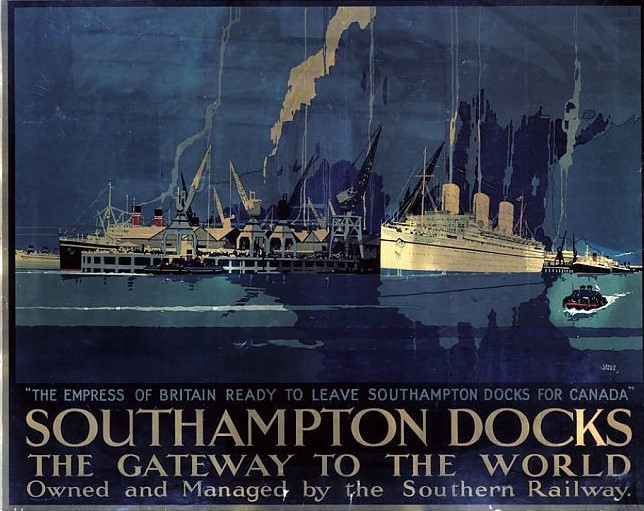 "THE EMPRESS OF BRITAIN READY TO LEAVE SOUTHAMPTON DOCKS FOR CANADA"
SOUTHAMPTON DOCKS
THE GATEWAY TO THE WORLD
Owned and Managed by the Southern Railway.